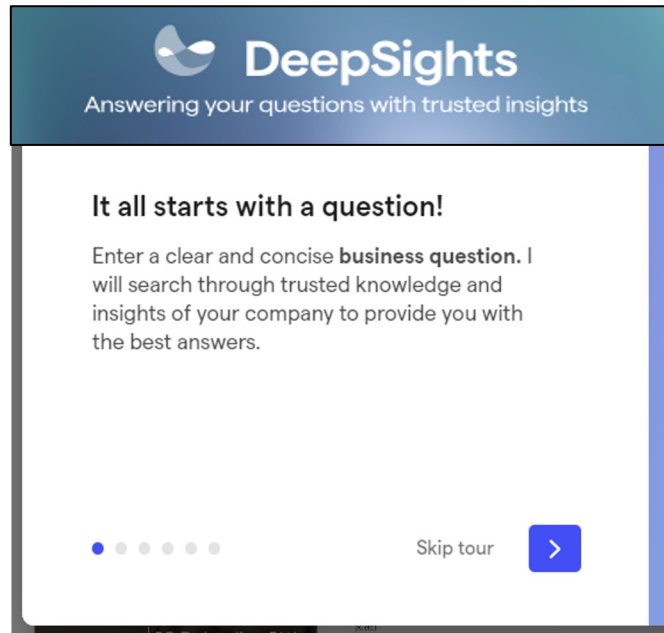 DeepSights
Answering your questions with trusted insights
It all starts with a question!
Enter a clear and concise business question. I
will search through trusted knowledge and
insights of your company to provide you with
the best answers.
Skip tour